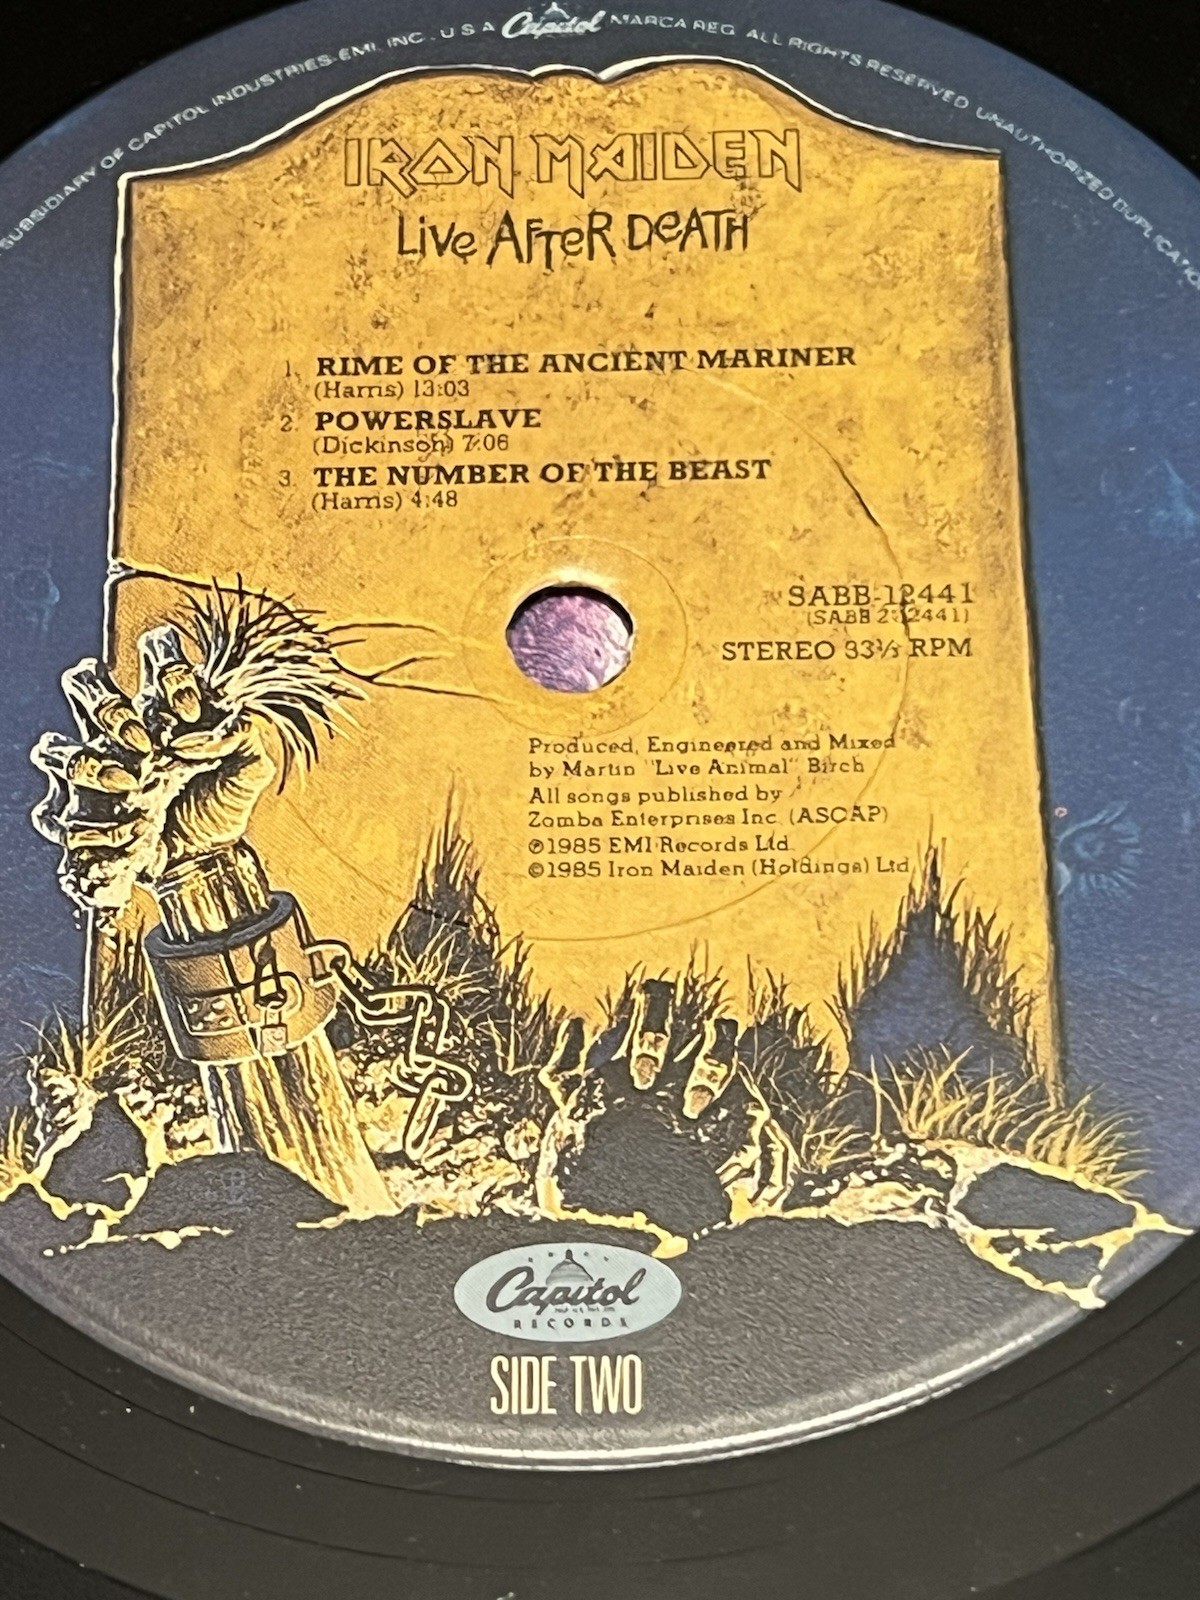 SUBSIDIARY OF CAPITOL INDUSTRIES-EMI, INC. U S A Capitol MARCA REG. ALL RIGHTS RESERVED UNAUTHORIZED DUPLICATIO
IRON MAIDEN
Live After Death
1. RIME OF THE ANCIENT MARINER
(Harris) 13:03
2. POWERSLAVE
(Dickinson) 7:06
3. THE NUMBER OF THE BEAST
(Harris) 4:48
SABB-12441
(SABB 2-12441)
STEREO 33⅓ RPM
Produced, Engineered and Mixed
by Martin "Live Animal" Birch
All songs published by
Zomba Enterprises Inc. (ASCAP)
℗1985 EMI Records Ltd.
©1985 Iron Maiden (Holdings) Ltd.
Capitol
RECORDS
SIDE TWO